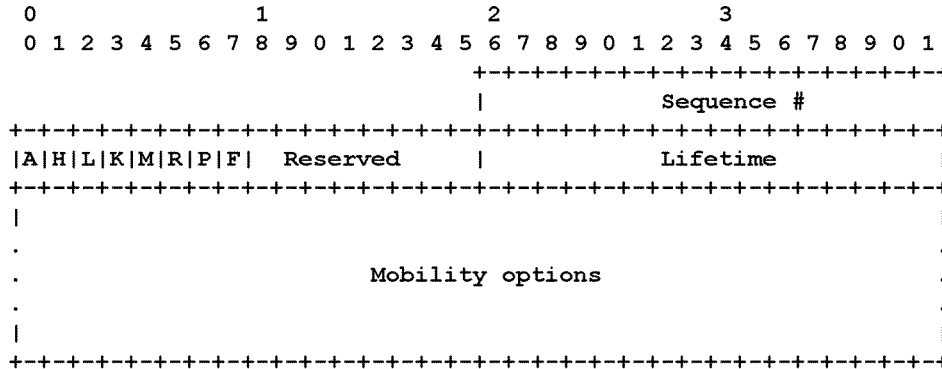 0                   1                   2                   3
 0 1 2 3 4 5 6 7 8 9 0 1 2 3 4 5 6 7 8 9 0 1 2 3 4 5 6 7 8 9 0 1
                                +-+-+-+-+-+-+-+-+-+-+-+-+-+-+-+-
                                |           Sequence #
+-+-+-+-+-+-+-+-+-+-+-+-+-+-+-+-+-+-+-+-+-+-+-+-+-+-+-+-+-+-+-+-
|A|H|L|K|M|R|P|F|  Reserved     |           Lifetime            |
+-+-+-+-+-+-+-+-+-+-+-+-+-+-+-+-+-+-+-+-+-+-+-+-+-+-+-+-+-+-+-+-
|                                                               |
.                                                               .
.                        Mobility options                       .
.                                                               .
|                                                               |
+-+-+-+-+-+-+-+-+-+-+-+-+-+-+-+-+-+-+-+-+-+-+-+-+-+-+-+-+-+-+-+-